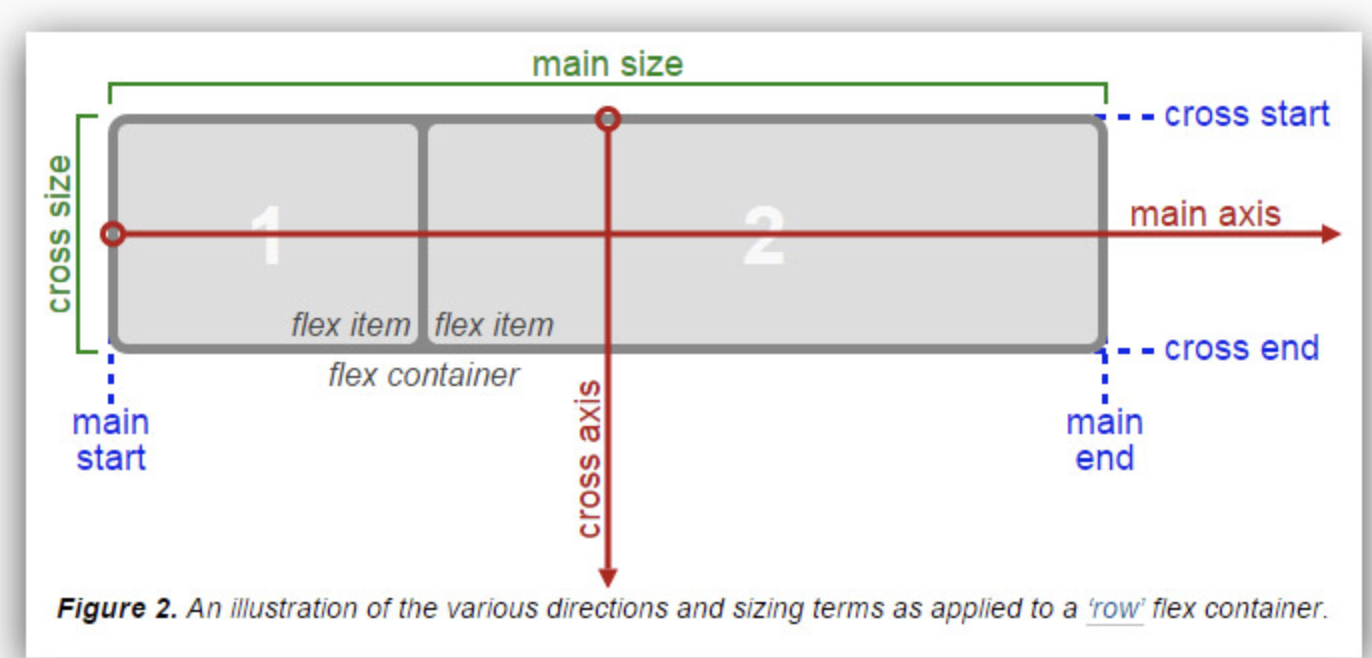 main size
cross start
cross size
1
2
main axis
flex item
flex item
cross end
flex container
main
start
cross axis
main
end
Figure 2. An illustration of the various directions and sizing terms as applied to a ‘row’ flex container.